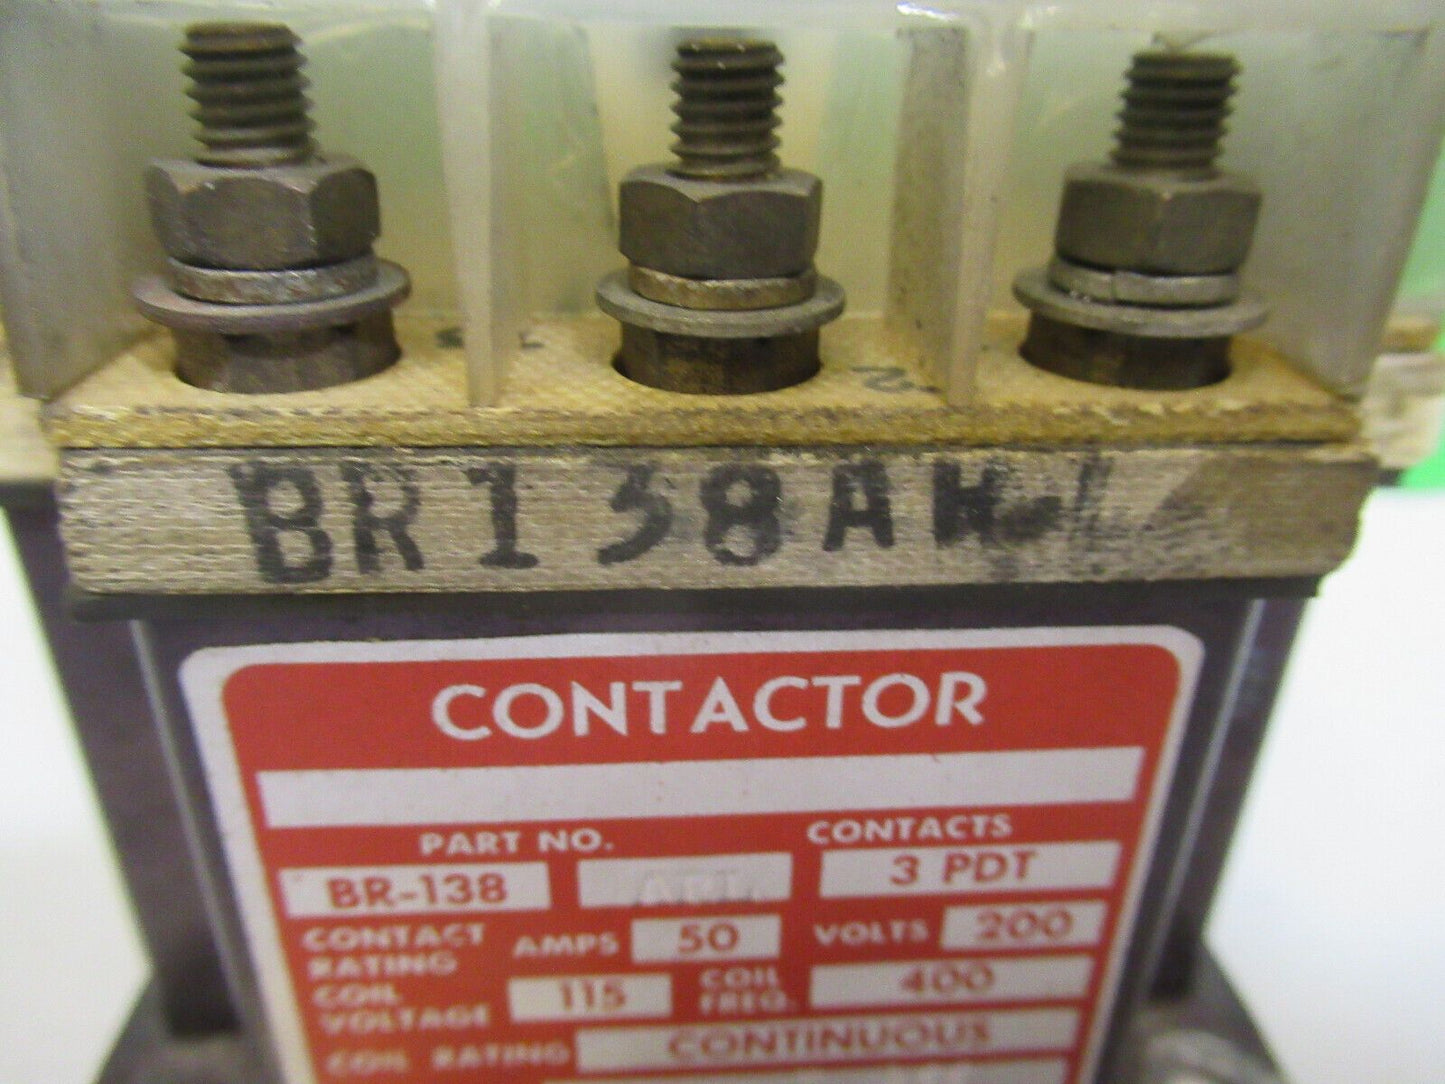 BR138A
CONTACTOR
PART NO. CONTACTS
BR-138 3 PDT
CONTACT RATING AMPS 50 VOLTS 200
COIL VOLTAGE 115 COIL FREQ. 400
COIL RATING CONTINUOUS